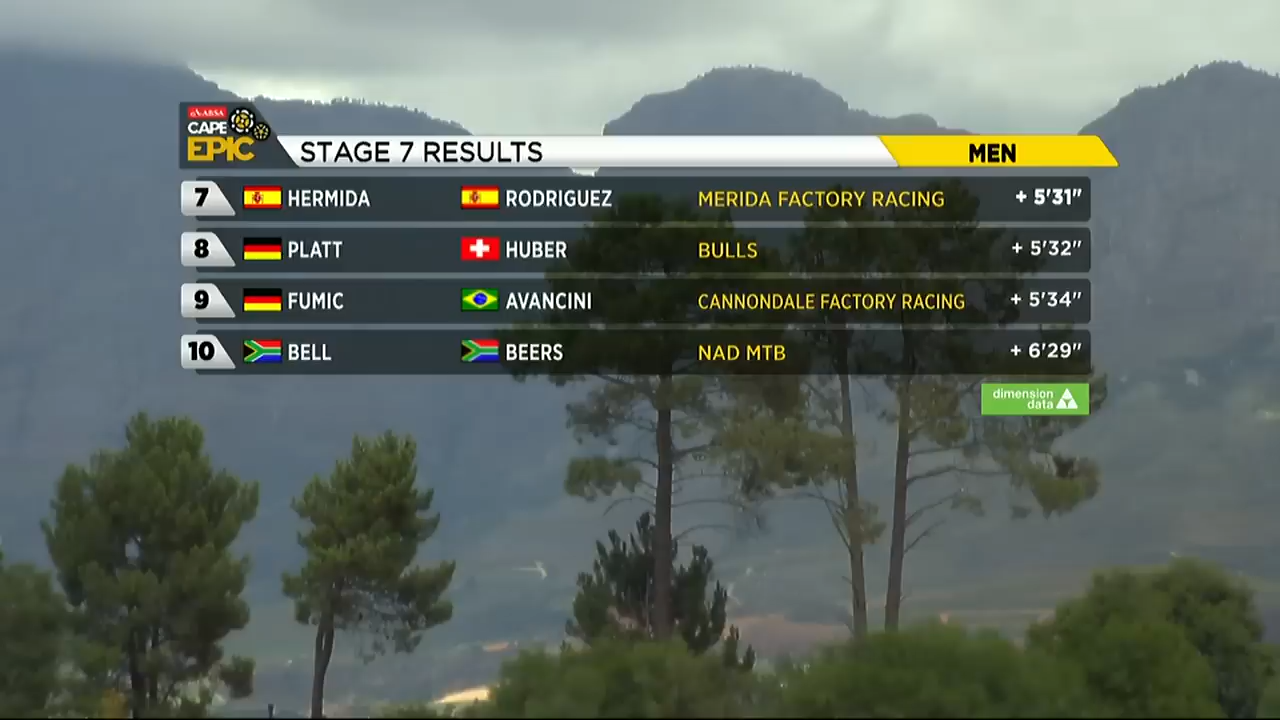 ABSA
CAPE
EPIC
STAGE 7 RESULTS MEN
7 HERMIDA RODRIGUEZ MERIDA FACTORY RACING + 5'31"
8 PLATT HUBER BULLS + 5'32"
9 FUMIC AVANCINI CANNONDALE FACTORY RACING + 5'34"
10 BELL BEERS NAD MTB + 6'29"
dimension
data